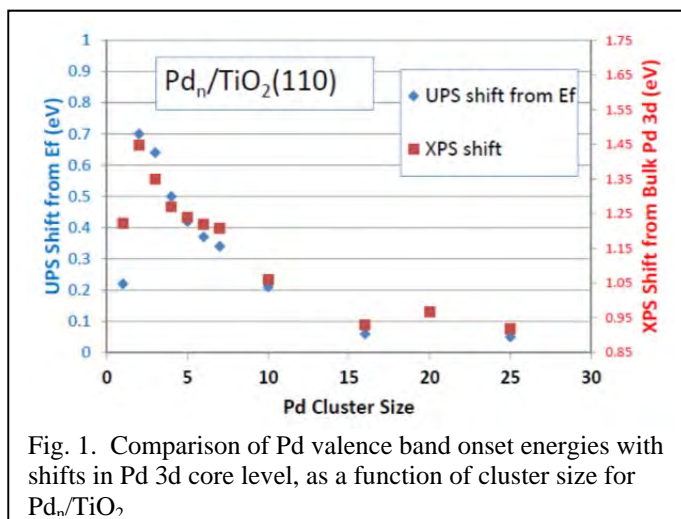 1
0.9
0.8
0.7
0.6
0.5
0.4
0.3
0.2
0.1
0
UPS Shift from Ef (eV)
Pdₙ/TiO₂(110)
UPS shift from Ef
XPS shift
1.75
1.65
1.55
1.45
1.35
1.25
1.15
1.05
0.95
0.85
XPS Shift from Bulk Pd 3d (eV)
0 5 10 15 20 25 30
Pd Cluster Size
Fig. 1. Comparison of Pd valence band onset energies with
shifts in Pd 3d core level, as a function of cluster size for
Pdₙ/TiO₂